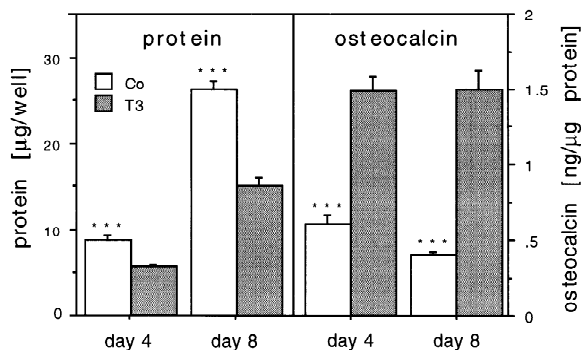 protein
osteocalcin
Co
T3
* * *
* * *
* * *
* * *
protein [µg/well]
30
20
10
0
osteocalcin [ng/µg protein]
2
1.5
1
.5
0
day 4
day 8
day 4
day 8